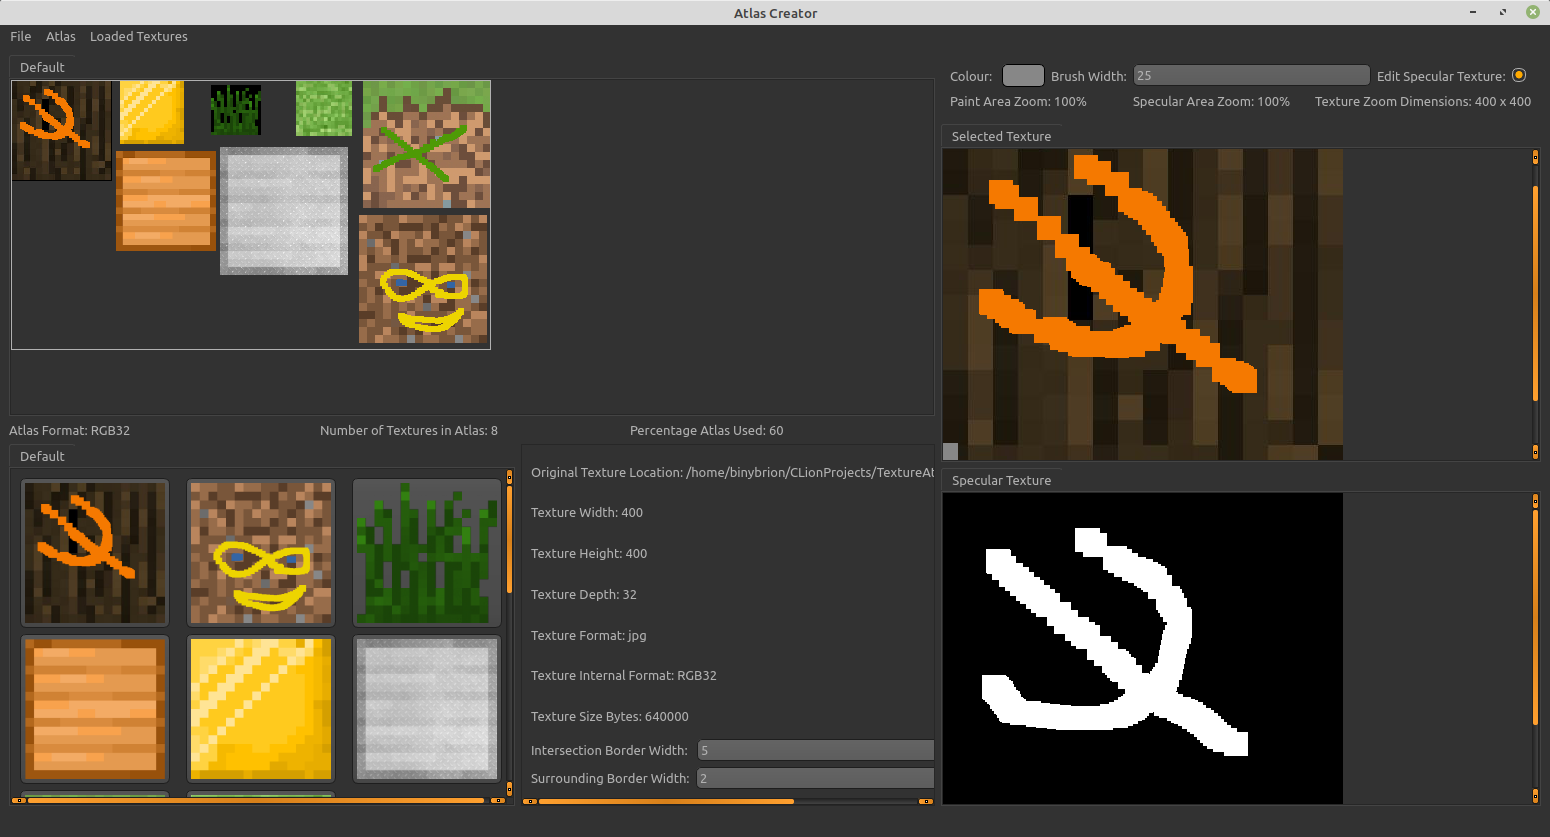 Atlas Creator
File Atlas Loaded Textures
Default
Colour: Brush Width: 25 Edit Specular Texture:
Paint Area Zoom: 100% Specular Area Zoom: 100% Texture Zoom Dimensions: 400 x 400
Selected Texture
Atlas Format: RGB32 Number of Textures in Atlas: 8 Percentage Atlas Used: 60
Default
Original Texture Location: /home/binybrion/CLionProjects/TextureAt
Texture Width: 400
Texture Height: 400
Texture Depth: 32
Texture Format: jpg
Texture Internal Format: RGB32
Texture Size Bytes: 640000
Intersection Border Width: 5
Surrounding Border Width: 2
Specular Texture